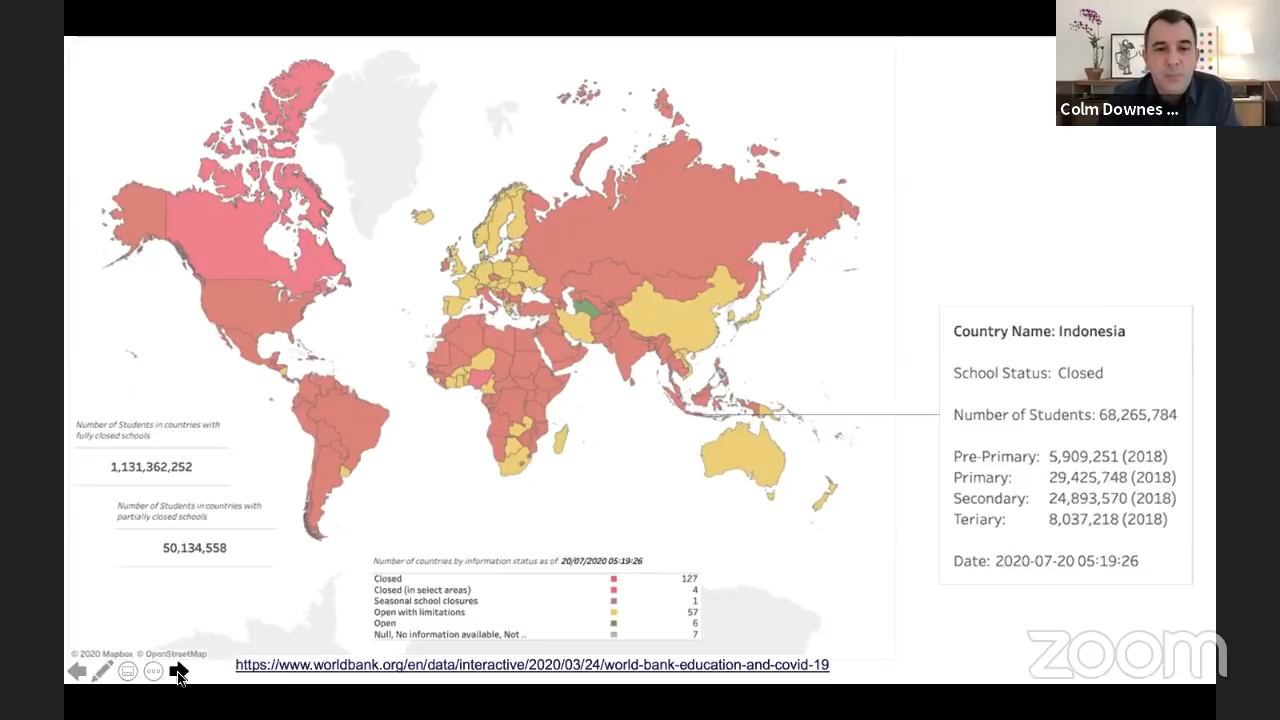 Colm Downes ...
Country Name: Indonesia
School Status: Closed
Number of Students: 68,265,784
Pre-Primary: 5,909,251 (2018)
Primary: 29,425,748 (2018)
Secondary: 24,893,570 (2018)
Teriary: 8,037,218 (2018)
Date: 2020-07-20 05:19:26
Number of Students in countries with
fully closed schools
1,131,362,252
Number of Students in countries with
partially closed schools
50,134,558
Number of countries by information status as of 20/07/2020 05:19:26
Closed 127
Closed (in select areas) 4
Seasonal school closures 1
Open with limitations 57
Open 6
Null, No information available, Not .. 7
© 2020 Mapbox © OpenStreetMap
https://www.worldbank.org/en/data/interactive/2020/03/24/world-bank-education-and-covid-19
zoom